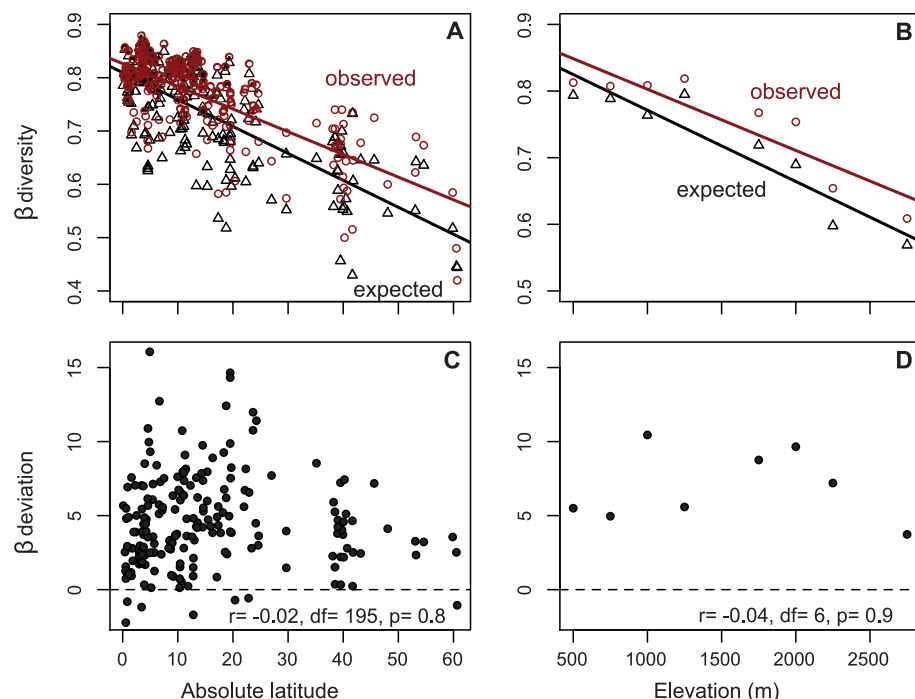 A
B
β diversity
0.9
0.8
0.7
0.6
0.5
0.4
observed
expected
0.9
0.8
0.7
0.6
0.5
observed
expected
C
D
β deviation
15
10
5
0
r= -0.02, df= 195, p= 0.8
0 10 20 30 40 50 60
Absolute latitude
15
10
5
0
r= -0.04, df= 6, p= 0.9
500 1000 1500 2000 2500
Elevation (m)